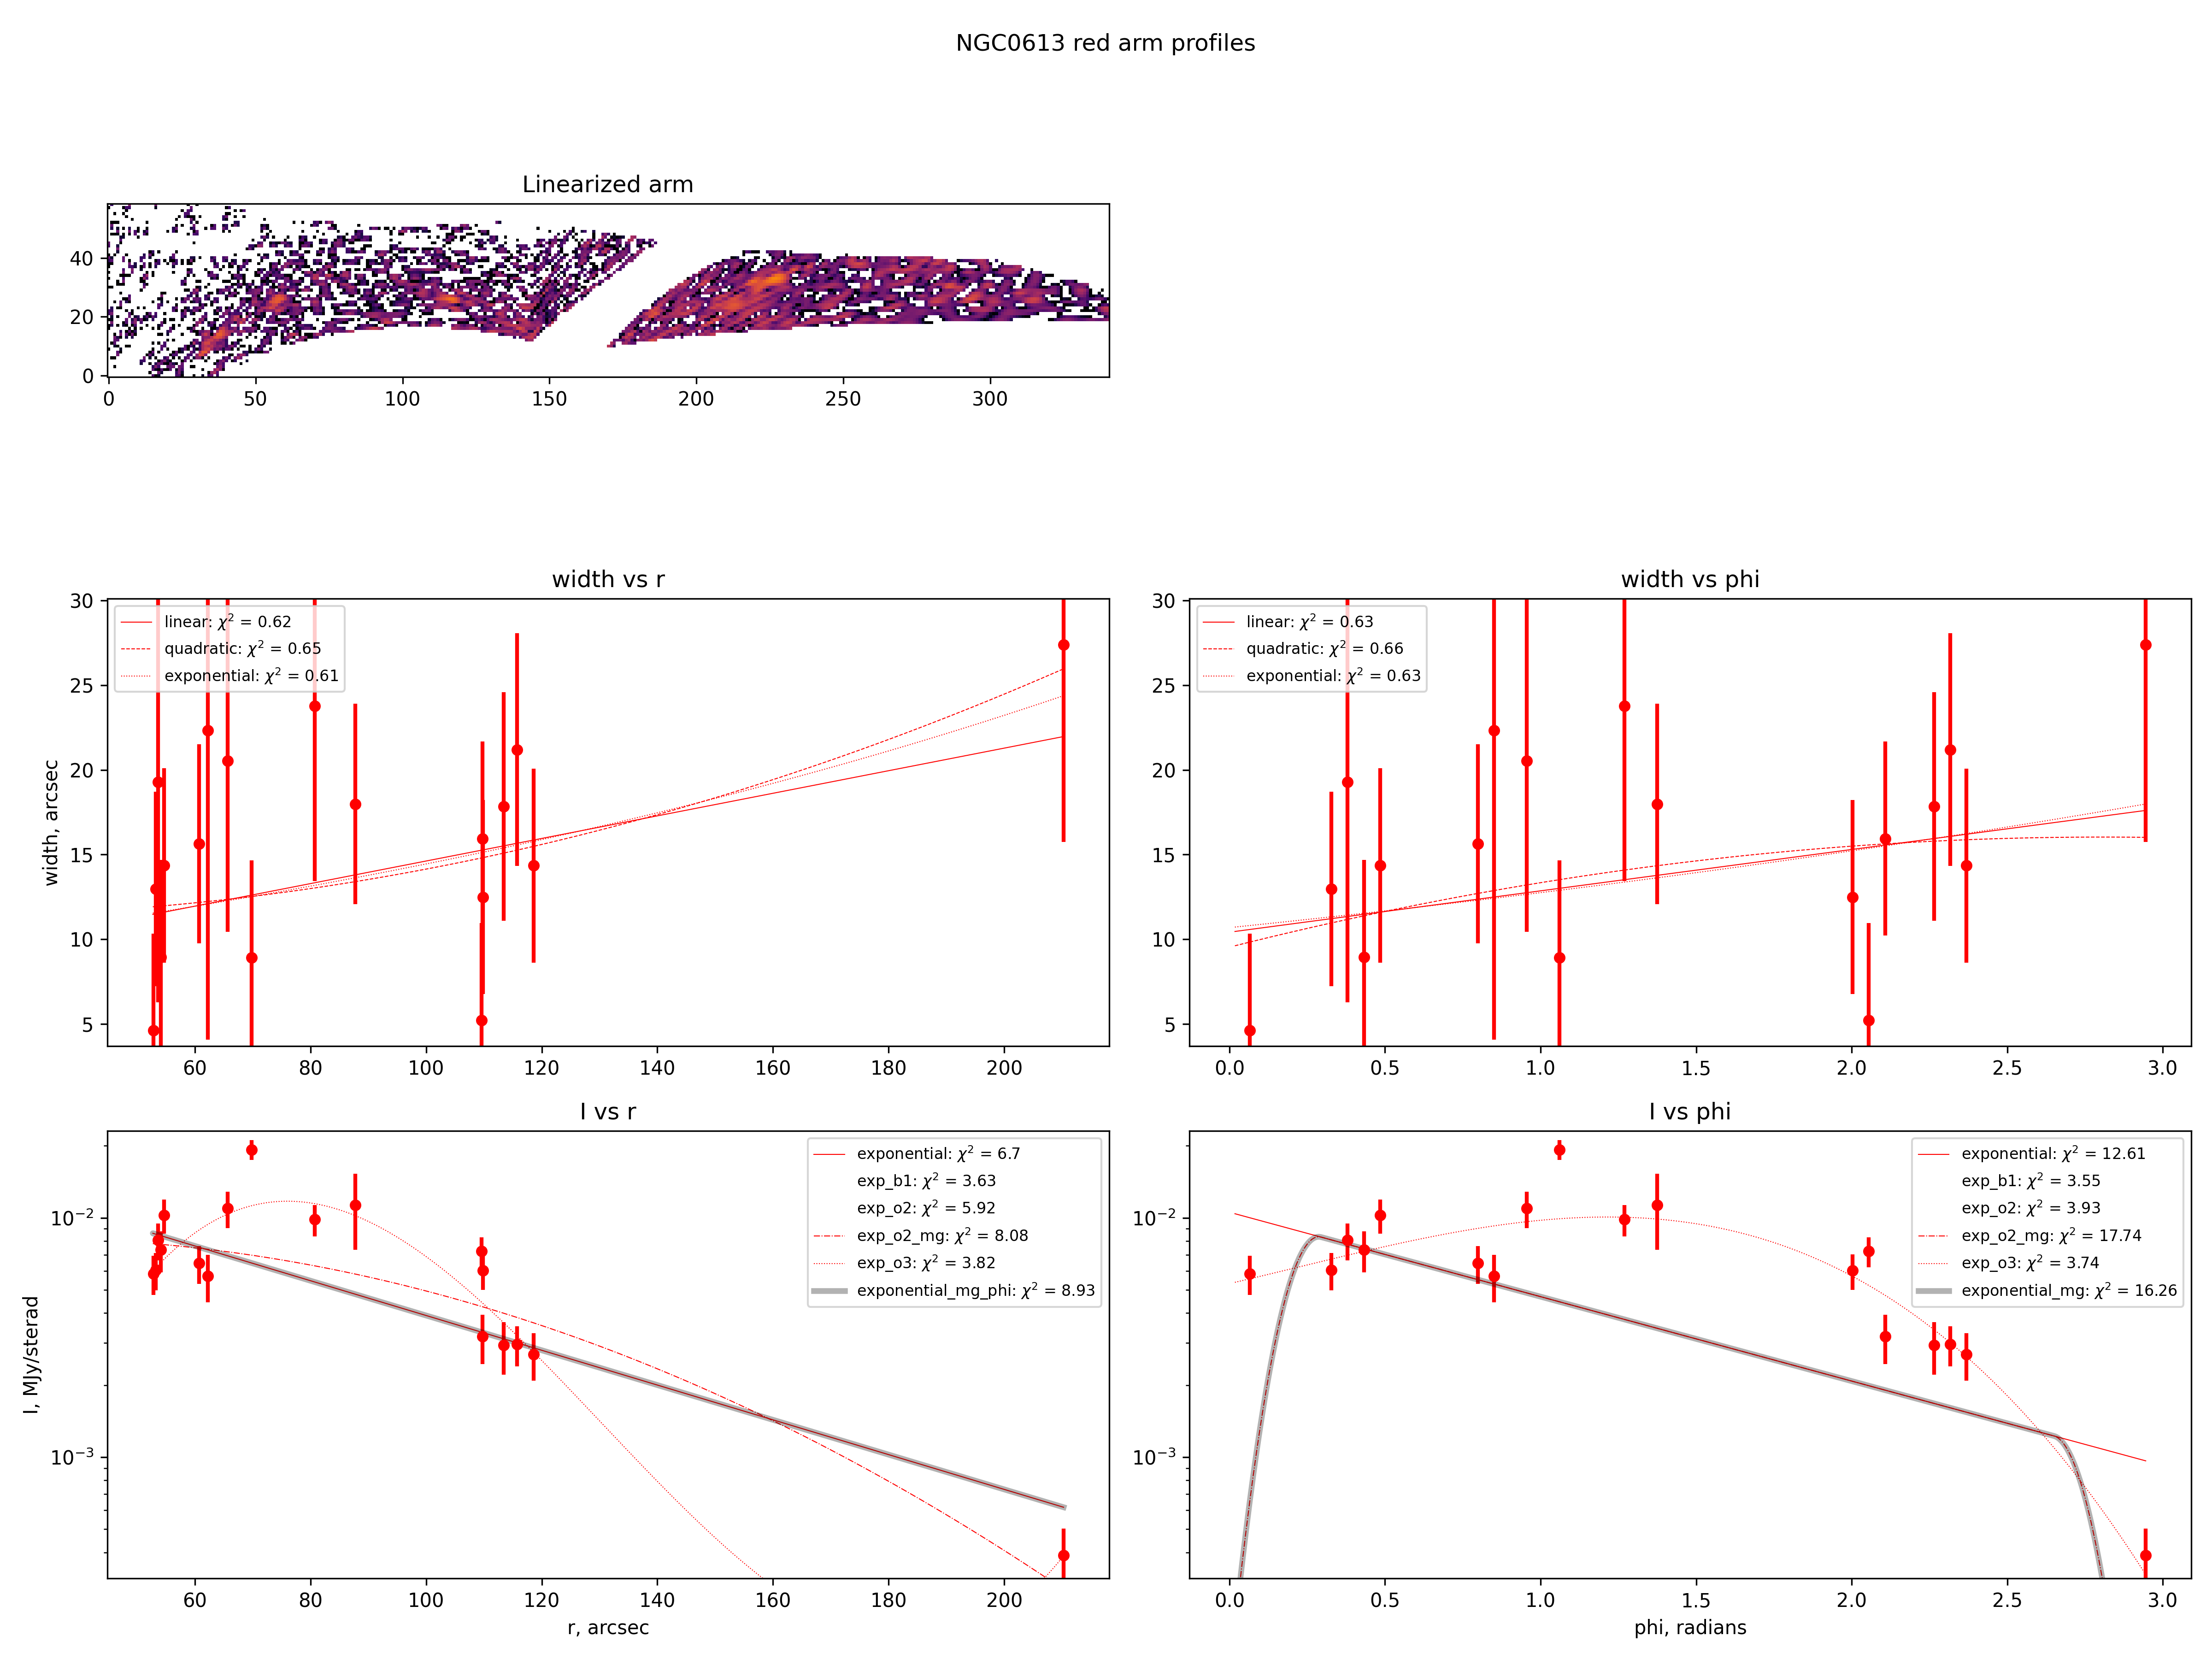 NGC0613 red arm profiles
Linearized arm
40
20
0
0 50 100 150 200 250 300
width vs r
width, arcsec
30
25
20
15
10
5
linear: χ² = 0.62
quadratic: χ² = 0.65
exponential: χ² = 0.61
60 80 100 120 140 160 180 200
width vs phi
30
25
20
15
10
5
linear: χ² = 0.63
quadratic: χ² = 0.66
exponential: χ² = 0.63
0.0 0.5 1.0 1.5 2.0 2.5 3.0
I vs r
I, MJy/sterad
10⁻²
10⁻³
exponential: χ² = 6.7
exp_b1: χ² = 3.63
exp_o2: χ² = 5.92
exp_o2_mg: χ² = 8.08
exp_o3: χ² = 3.82
exponential_mg_phi: χ² = 8.93
60 80 100 120 140 160 180 200
r, arcsec
I vs phi
10⁻²
10⁻³
exponential: χ² = 12.61
exp_b1: χ² = 3.55
exp_o2: χ² = 3.93
exp_o2_mg: χ² = 17.74
exp_o3: χ² = 3.74
exponential_mg: χ² = 16.26
0.0 0.5 1.0 1.5 2.0 2.5 3.0
phi, radians